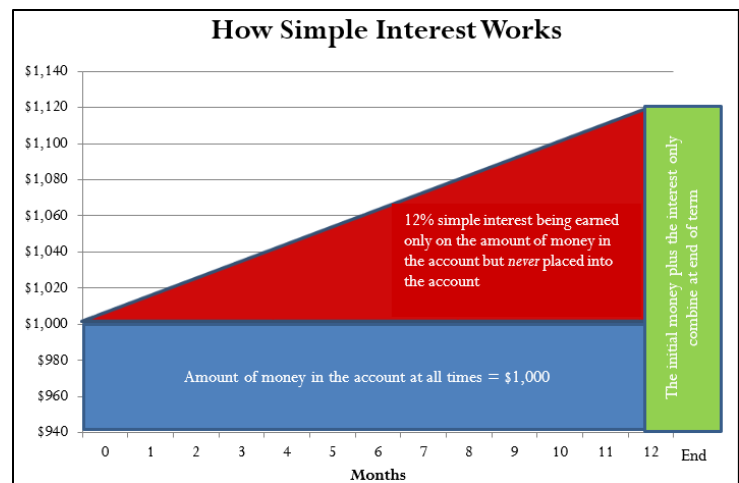 How Simple Interest Works
$1,140
$1,120
$1,100
$1,080
$1,060
$1,040
$1,020
$1,000
$980
$960
$940
12% simple interest being earned
only on the amount of money in
the account but never placed into
the account
Amount of money in the account at all times = $1,000
The initial money plus the interest only
combine at end of term
0 1 2 3 4 5 6 7 8 9 10 11 12 End
Months